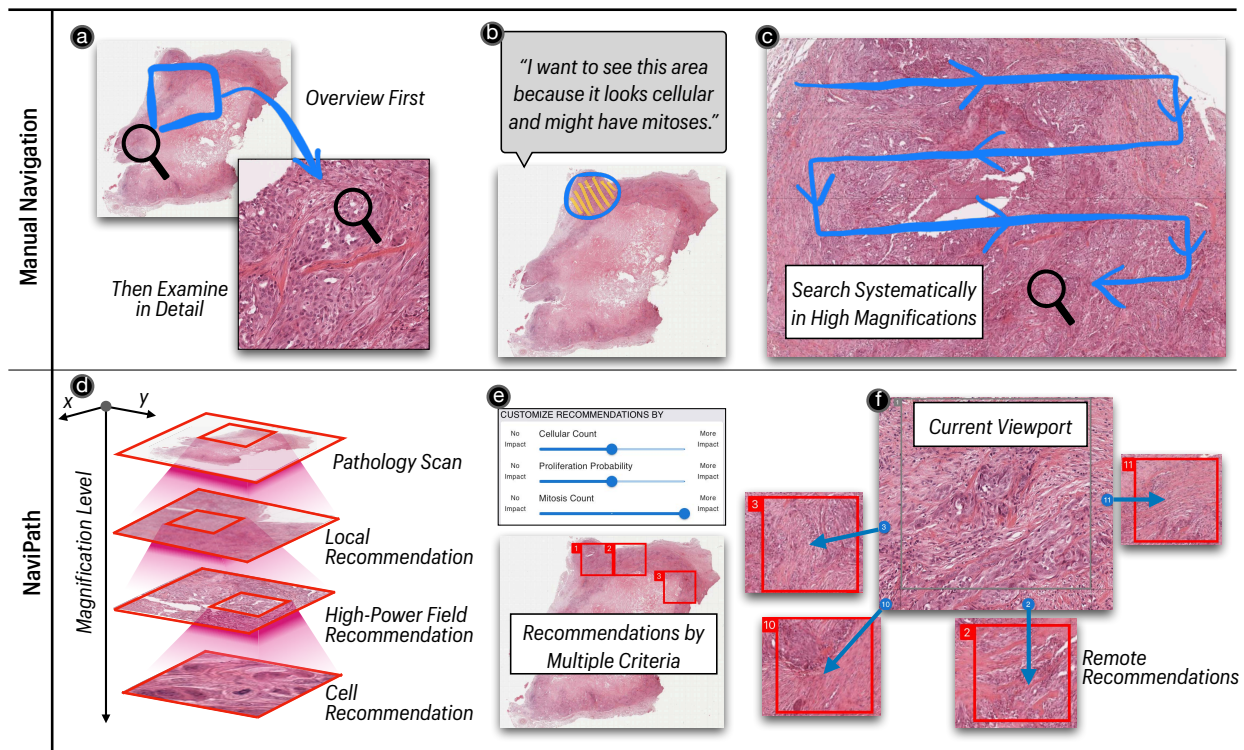 Manual Navigation
a
Overview First
Then Examine
in Detail
b
“I want to see this area
because it looks cellular
and might have mitoses.”
c
Search Systematically
in High Magnifications
NaviPath
d
x
y
Magnification Level
Pathology Scan
Local
Recommendation
High-Power Field
Recommendation
Cell
Recommendation
e
CUSTOMIZE RECOMMENDATIONS BY
No
Impact
Cellular Count
More
Impact
No
Impact
Proliferation Probability
More
Impact
No
Impact
Mitosis Count
More
Impact
1
2
3
Recommendations by
Multiple Criteria
f
1
Current Viewport
3
3
11
11
10
10
2
2
Remote
Recommendations